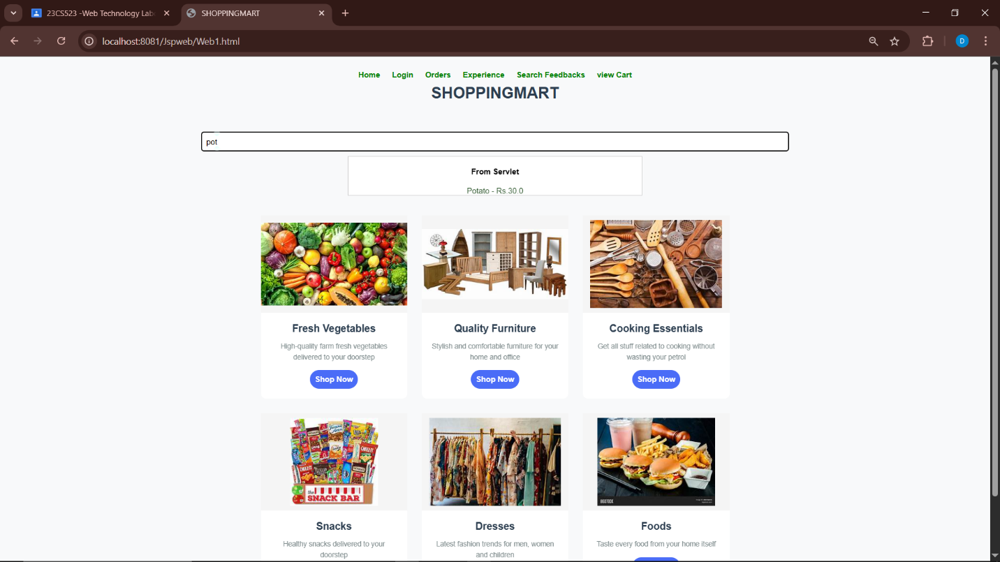 23CS523 -Web Technology Lab
SHOPPINGMART
localhost:8081/Jspweb/Web1.html
D
Home Login Orders Experience Search Feedbacks view Cart
SHOPPINGMART
pot
From Servlet
Potato - Rs.30.0
Fresh Vegetables
High-quality farm fresh vegetables
delivered to your doorstep
Shop Now
Quality Furniture
Stylish and comfortable furniture for your
home and office
Shop Now
Cooking Essentials
Get all stuff related to cooking without
wasting your petrol
Shop Now
the
SNACK BAR
Snacks
Healthy snacks delivered to your
doorstep
Dresses
Latest fashion trends for men, women
and children
BIGSTOCK
Foods
Taste every food from your home itself